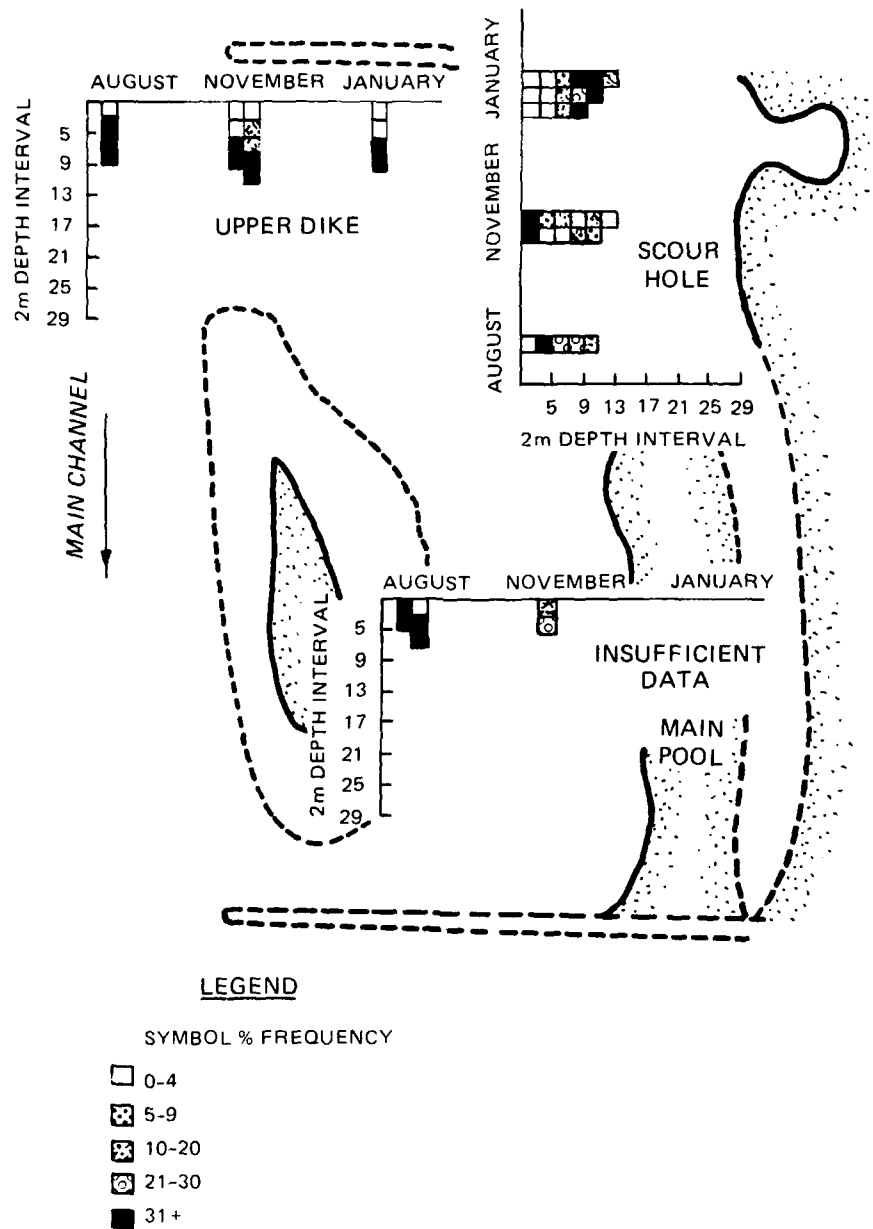 AUGUST NOVEMBER JANUARY
2m DEPTH INTERVAL
5
9
13
17
21
25
29
UPPER DIKE
JANUARY
NOVEMBER
AUGUST
SCOUR
HOLE
5 9 13 17 21 25 29
2m DEPTH INTERVAL
MAIN CHANNEL
AUGUST NOVEMBER JANUARY
2m DEPTH INTERVAL
5
9
13
17
21
25
29
INSUFFICIENT
DATA
MAIN
POOL
LEGEND
SYMBOL % FREQUENCY
0-4
5-9
10-20
21-30
31+